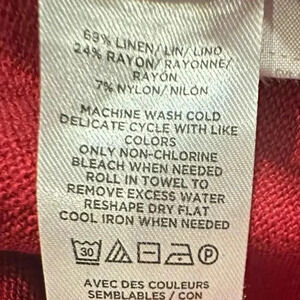 69% LINEN/ LIN/ LINO
24% RAYON/ RAYONNE/
RAYÓN
7% NYLON/ NILÓN
MACHINE WASH COLD
DELICATE CYCLE WITH LIKE
COLORS
ONLY NON-CHLORINE
BLEACH WHEN NEEDED
ROLL IN TOWEL TO
REMOVE EXCESS WATER
RESHAPE DRY FLAT
COOL IRON WHEN NEEDED
30 P
AVEC DES COULEURS
SEMBLABLES / CON